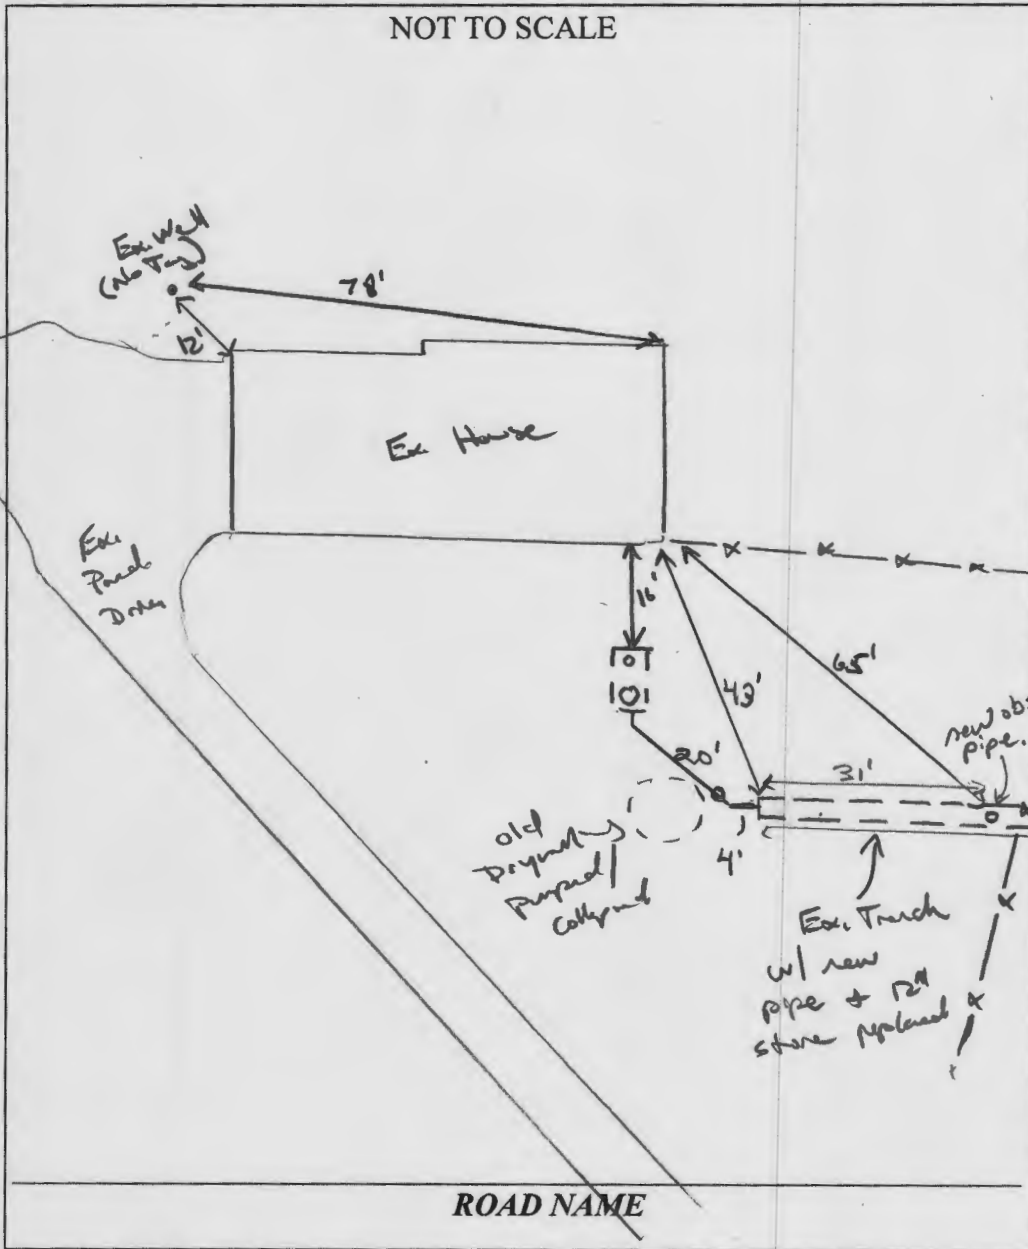 NOT TO SCALE
Ex. Well
(No Tag)
78'
12'
Ex. House
Ex.
Paved
Drive
16'
43'
65'
new obs
pipe.
20'
31'
old
Drywell
pumped/
collapsed
4'
Ex. Trench
w/ new
pipe + 12"
stone replaced
ROAD NAME